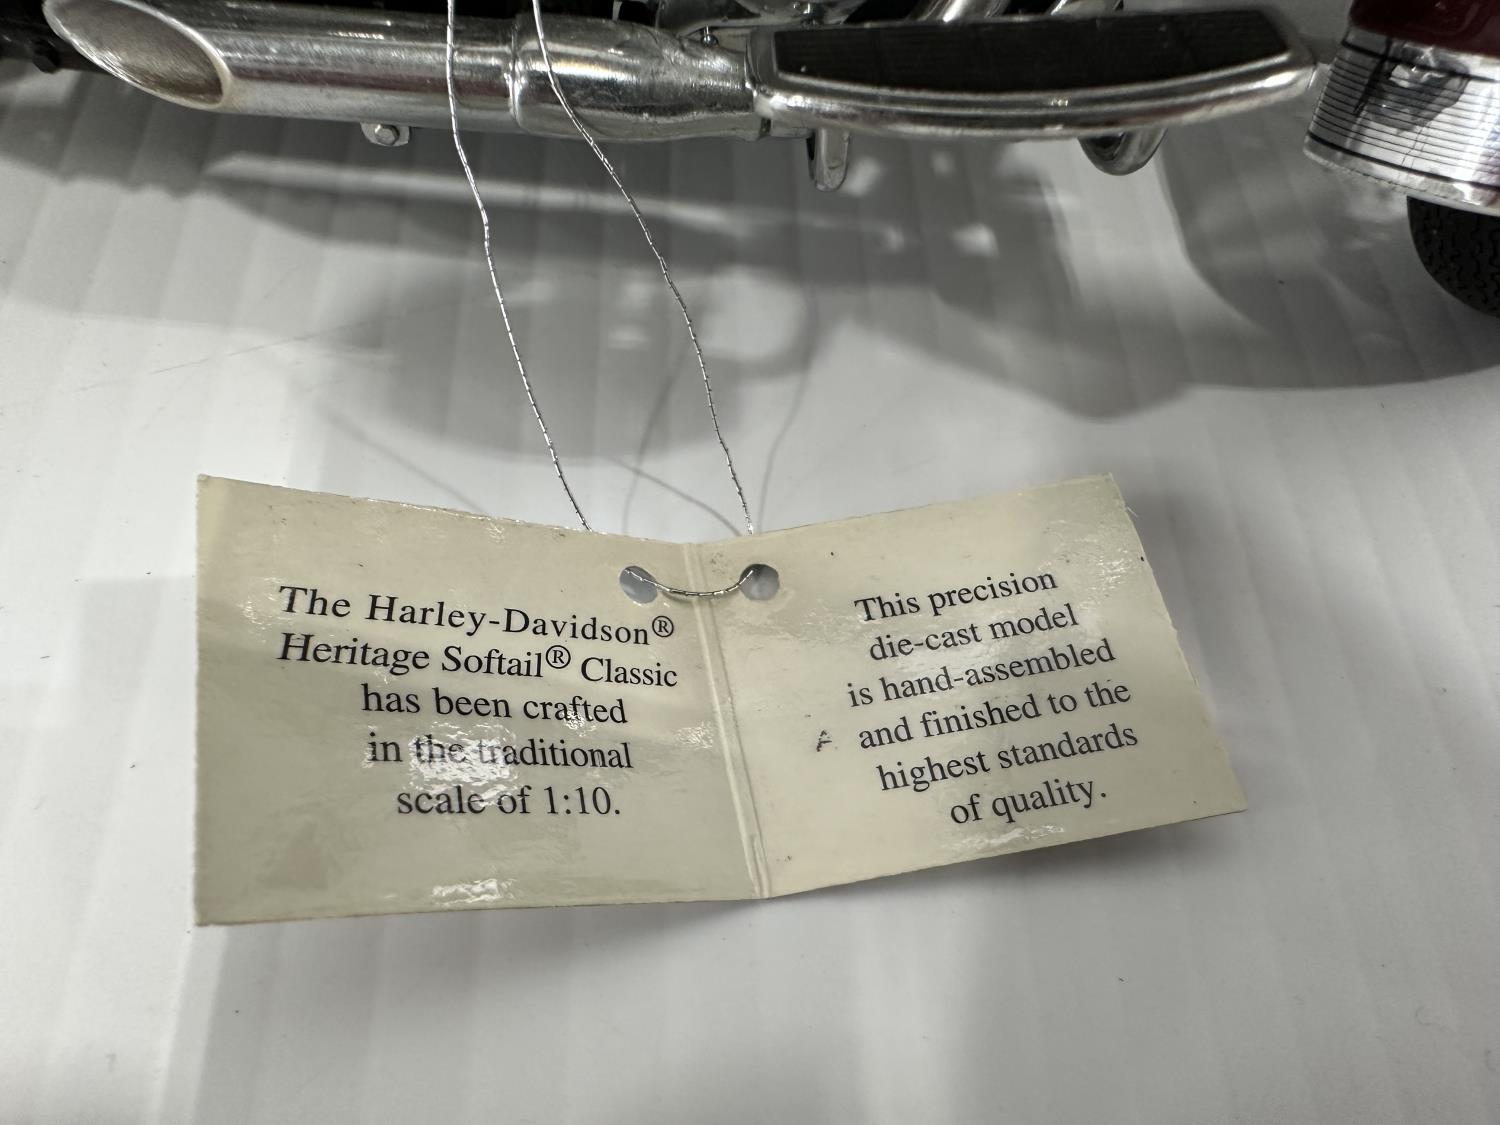 The Harley-Davidson®
Heritage Softail® Classic
has been crafted
in the traditional
scale of 1:10.
This precision
die-cast model
is hand-assembled
and finished to the
highest standards
of quality.